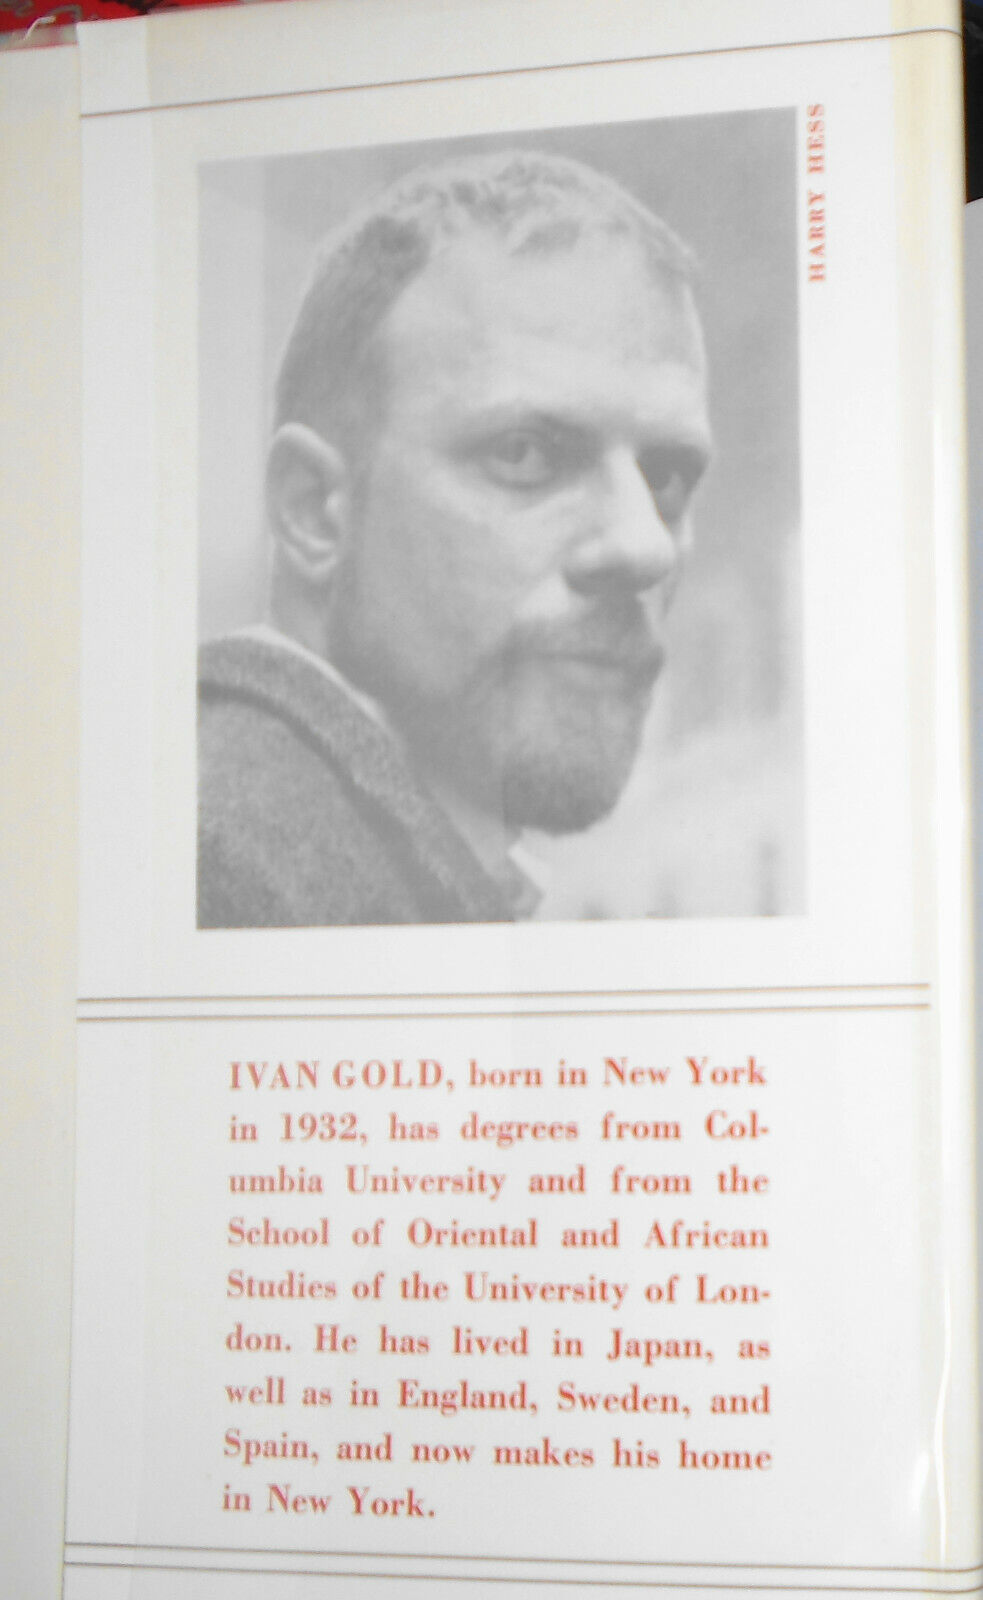 HARRY HESS
IVAN GOLD, born in New York
in 1932, has degrees from Col-
umbia University and from the
School of Oriental and African
Studies of the University of Lon-
don. He has lived in Japan, as
well as in England, Sweden, and
Spain, and now makes his home
in New York.